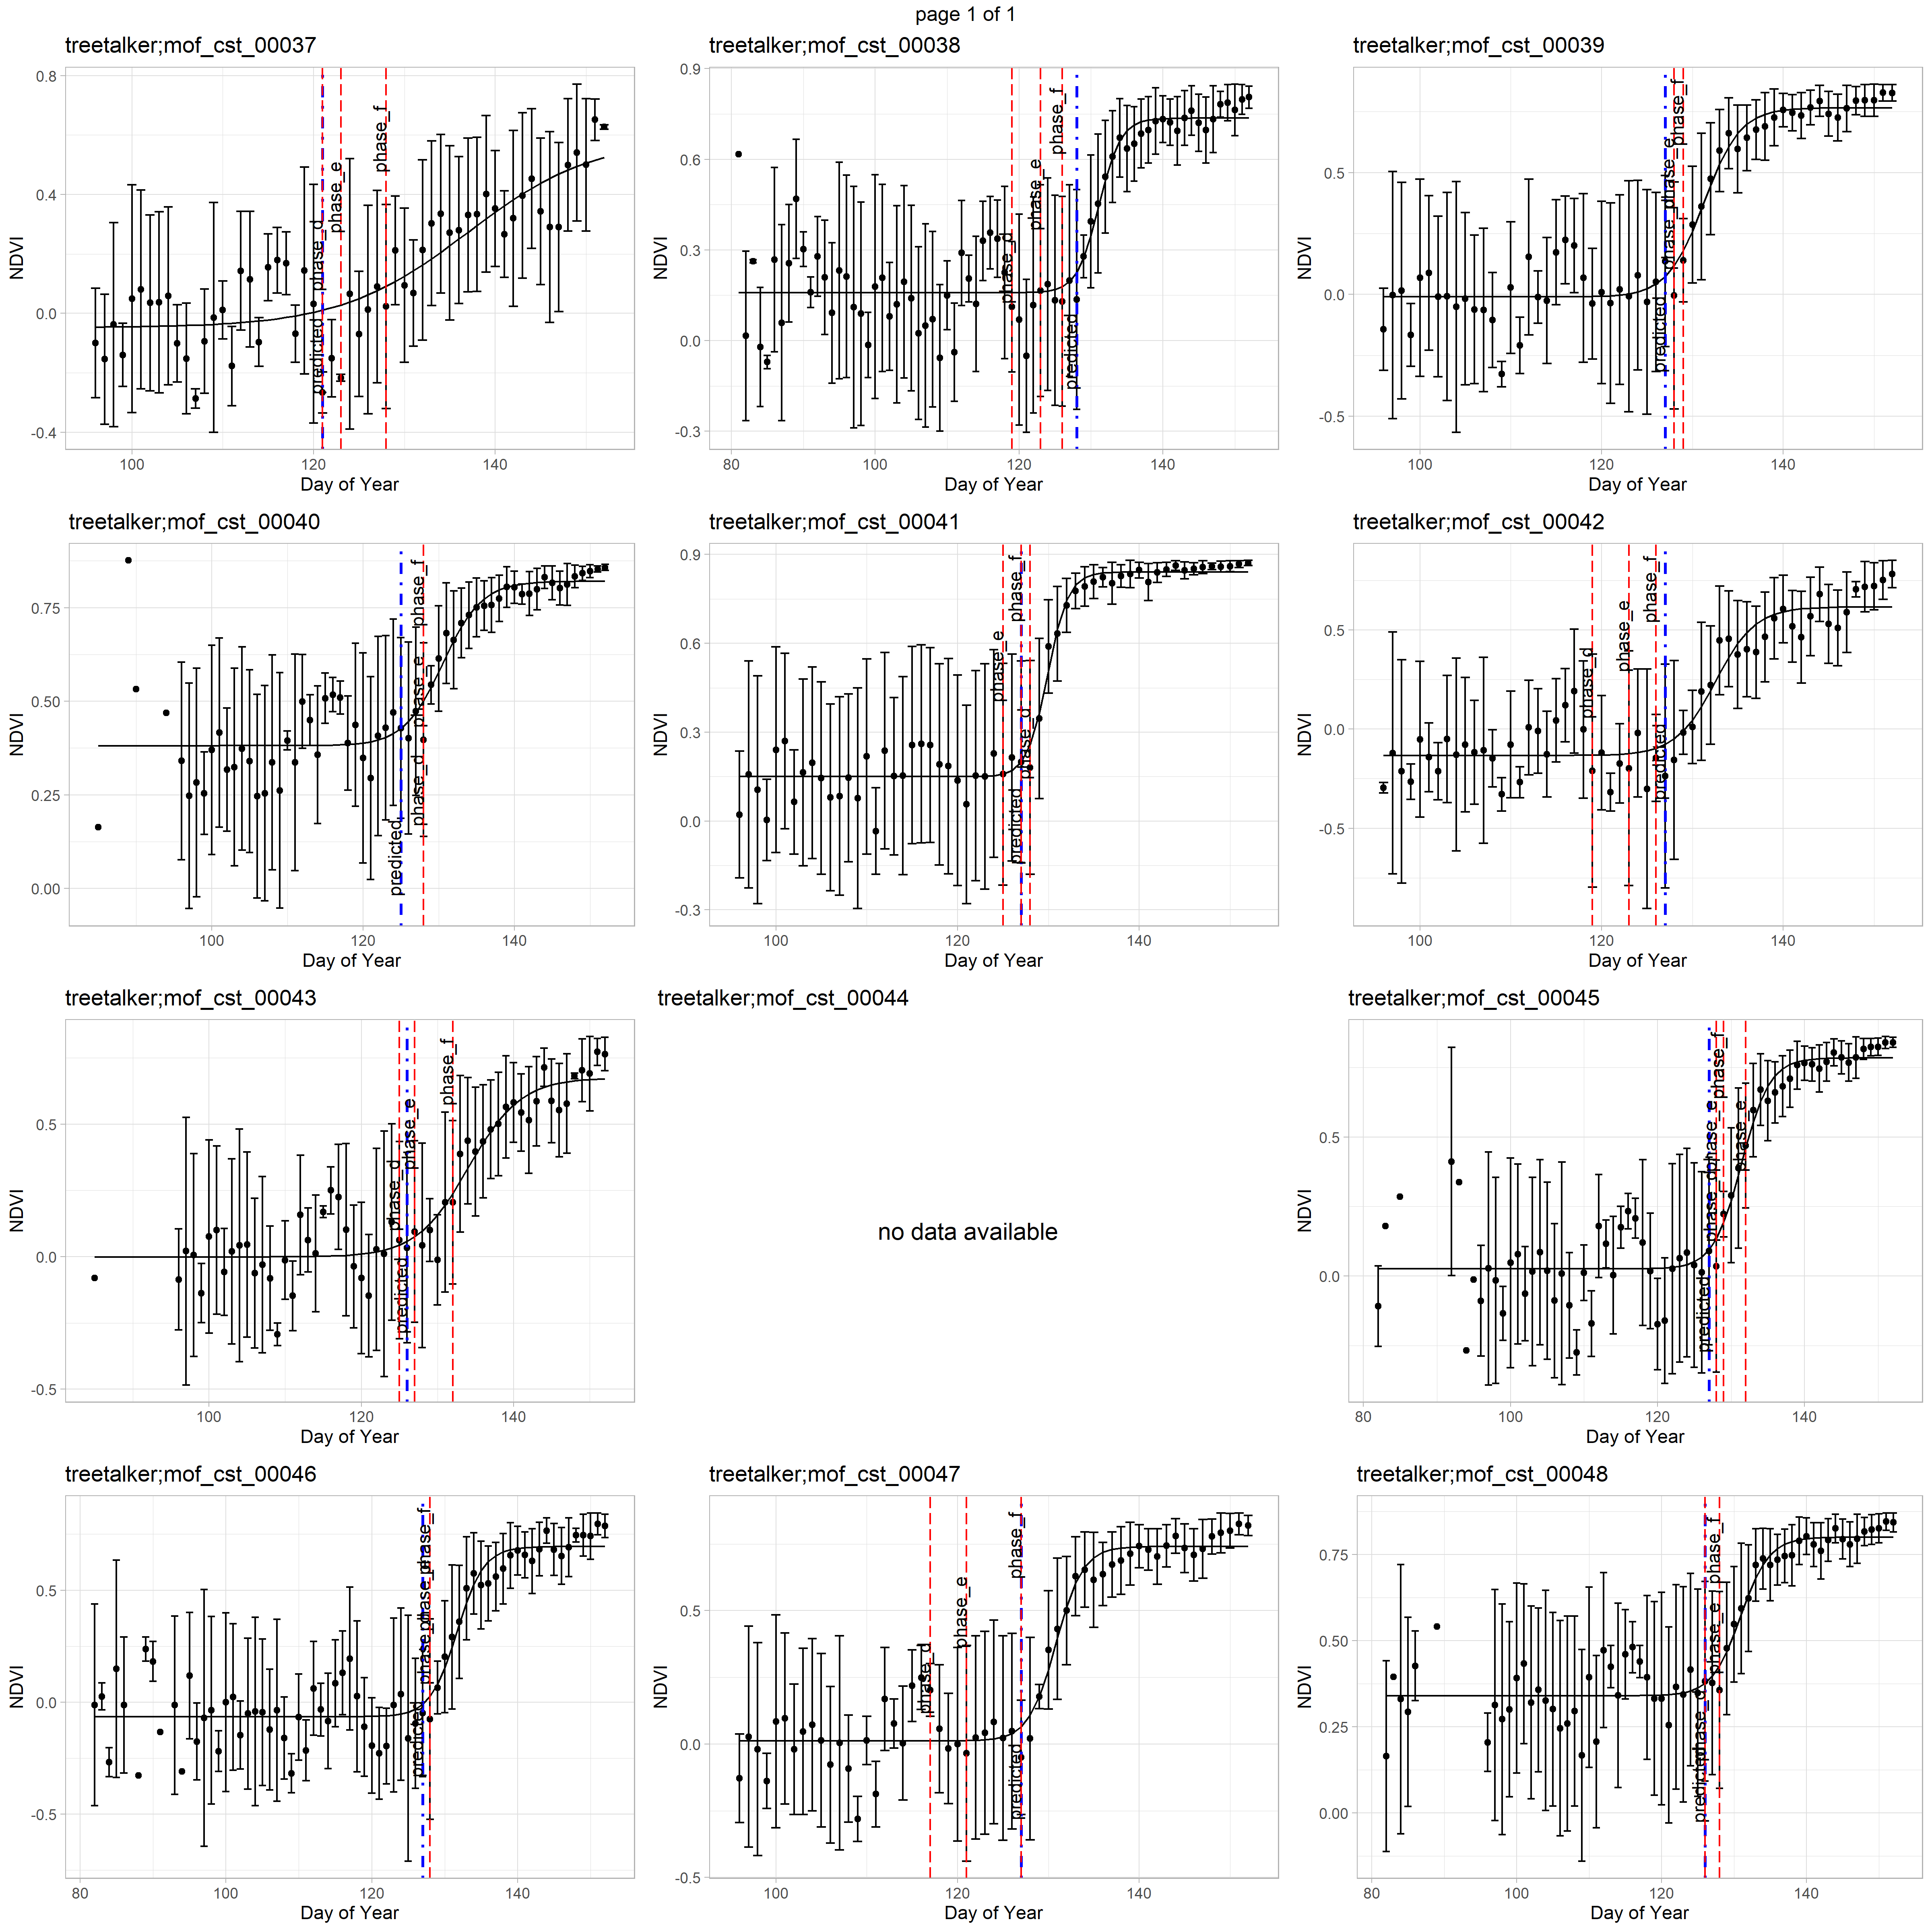 page 1 of 1
treetalker;mof_cst_00037
NDVI
0.8
0.4
0.0
-0.4
predicted
phase_d
phase_e
phase_f
100
120
140
Day of Year
treetalker;mof_cst_00038
NDVI
0.9
0.6
0.3
0.0
-0.3
phase_d
phase_e
phase_f
predicted
80
100
120
140
Day of Year
treetalker;mof_cst_00039
NDVI
0.5
0.0
-0.5
predicted
phase_d
phase_e
phase_f
100
120
140
Day of Year
treetalker;mof_cst_00040
NDVI
0.75
0.50
0.25
0.00
predicted
phase_d
phase_e
phase_f
100
120
140
Day of Year
treetalker;mof_cst_00041
NDVI
0.9
0.6
0.3
0.0
-0.3
phase_e
predicted
phase_f
phase_d
100
120
140
Day of Year
treetalker;mof_cst_00042
NDVI
0.5
0.0
-0.5
phase_d
phase_e
phase_f
predicted
100
120
140
Day of Year
treetalker;mof_cst_00043
NDVI
0.5
0.0
-0.5
phase_d
predicted
phase_e
phase_f
100
120
140
Day of Year
treetalker;mof_cst_00044
no data available
treetalker;mof_cst_00045
NDVI
0.5
0.0
predicted
phase_d
phase_e
phase_f
phase_e
80
100
120
140
Day of Year
treetalker;mof_cst_00046
NDVI
0.5
0.0
-0.5
predicted
phase
phase_f
80
100
120
140
Day of Year
treetalker;mof_cst_00047
NDVI
0.5
0.0
-0.5
phase_d
phase_e
predicted
phase_f
100
120
140
Day of Year
treetalker;mof_cst_00048
NDVI
0.75
0.50
0.25
0.00
predicted
phase_d
phase_e
phase_f
80
100
120
140
Day of Year